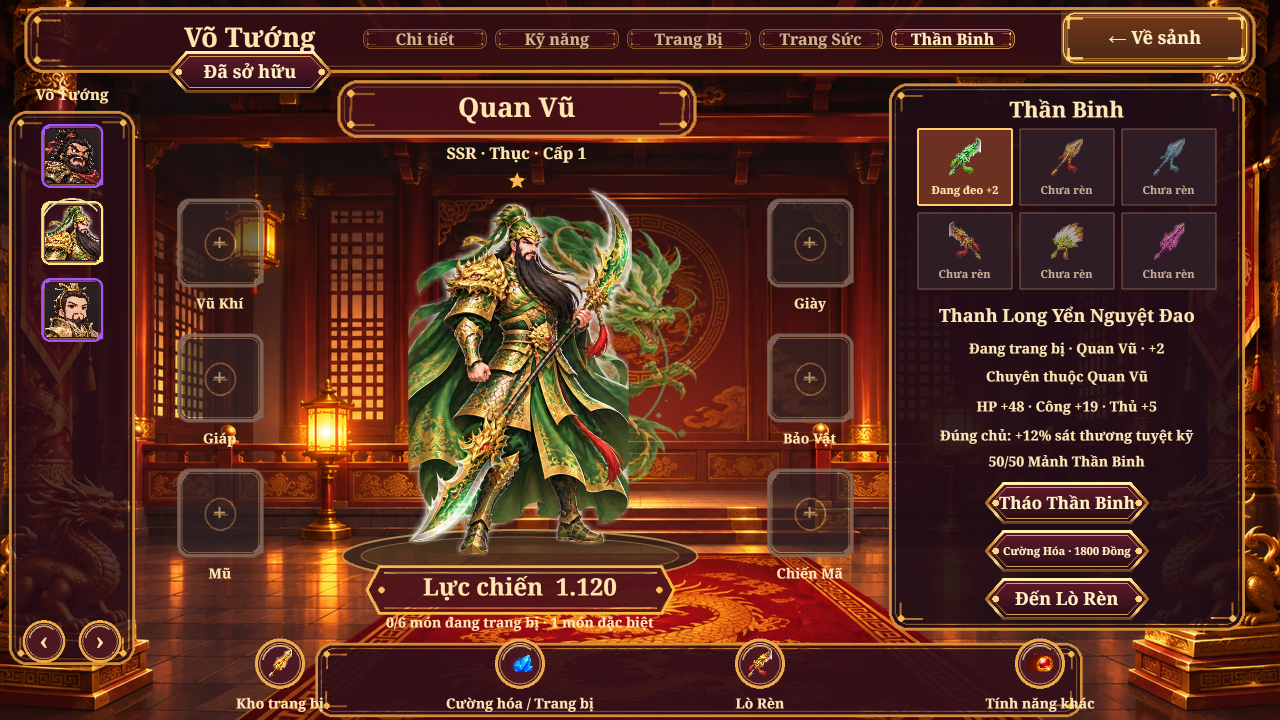 Võ Tướng
Chi tiết
Kỹ năng
Trang Bị
Trang Sức
Thần Binh
← Về sảnh
Đã sở hữu
Võ Tướng
Quan Vũ
SSR · Thục · Cấp 1
Vũ Khí
Giáp
Mũ
Giày
Bảo Vật
Chiến Mã
Lực chiến 1.120
0/6 món đang trang bị · 1 món đặc biệt
Thần Binh
Đang đeo +2
Chưa rèn
Chưa rèn
Chưa rèn
Chưa rèn
Chưa rèn
Thanh Long Yển Nguyệt Đao
Đang trang bị · Quan Vũ · +2
Chuyên thuộc Quan Vũ
HP +48 · Công +19 · Thủ +5
Đúng chủ: +12% sát thương tuyệt kỹ
50/50 Mảnh Thần Binh
Tháo Thần Binh
Cường Hóa · 1800 Đồng
Đến Lò Rèn
‹ ›
Kho trang bị
Cường hóa / Trang bị
Lò Rèn
Tính năng khác